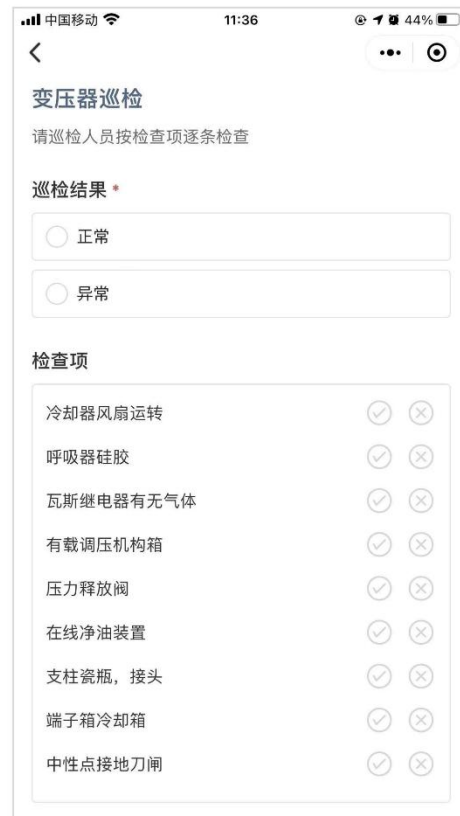 中国移动 11:36 44%
变压器巡检
请巡检人员按检查项逐条检查
巡检结果 *
正常
异常
检查项
冷却器风扇运转
呼吸器硅胶
瓦斯继电器有无气体
有载调压机构箱
压力释放阀
在线净油装置
支柱瓷瓶，接头
端子箱冷却箱
中性点接地刀闸